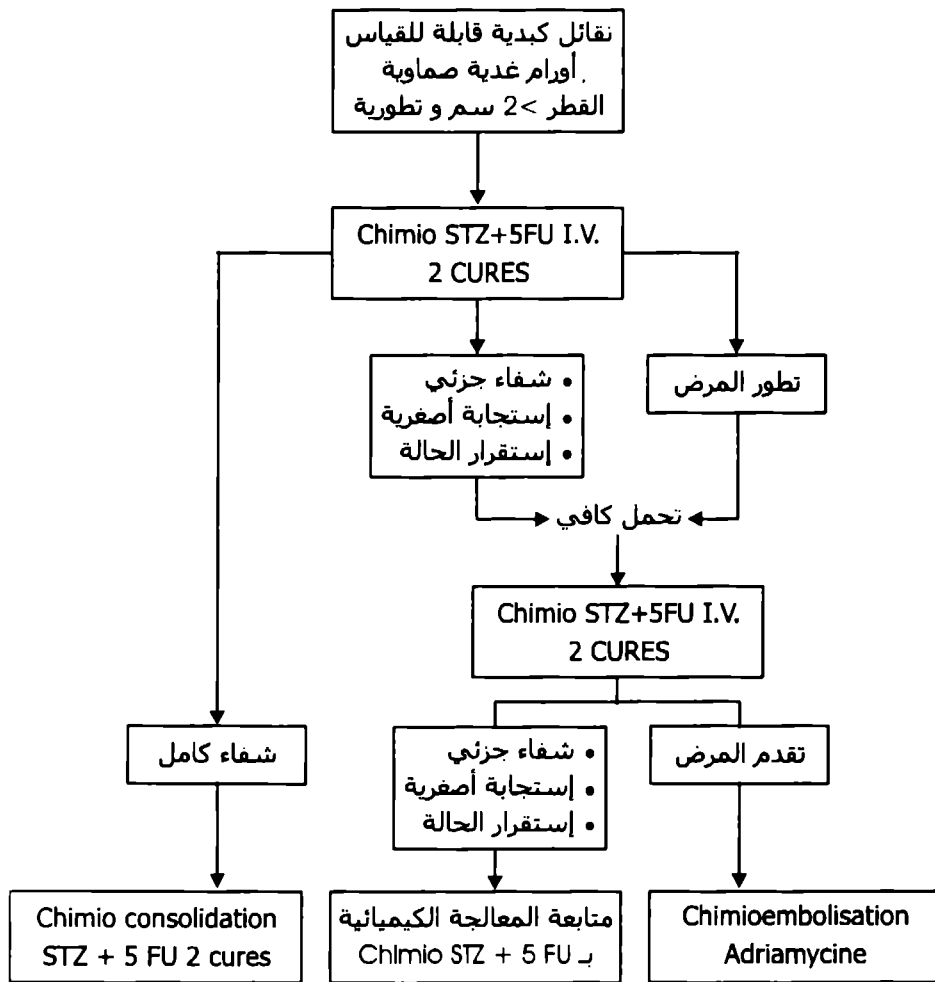 نقائل كبدية قابلة للقياس
أورام غدية صماوية
القطر >2 سم و تطورية
Chimio STZ+5FU I.V.
2 CURES
• شفاء جزئي
• إستجابة أصغرية
• إستقرار الحالة
تطور المرض
تحمل كافي
Chimio STZ+5FU I.V.
2 CURES
شفاء كامل
• شفاء جزئي
• إستجابة أصغرية
• إستقرار الحالة
تقدم المرض
Chimio consolidation
STZ + 5 FU 2 cures
متابعة المعالجة الكيميائية
بـ Chimio STZ + 5 FU
Chimioembolisation
Adriamycine